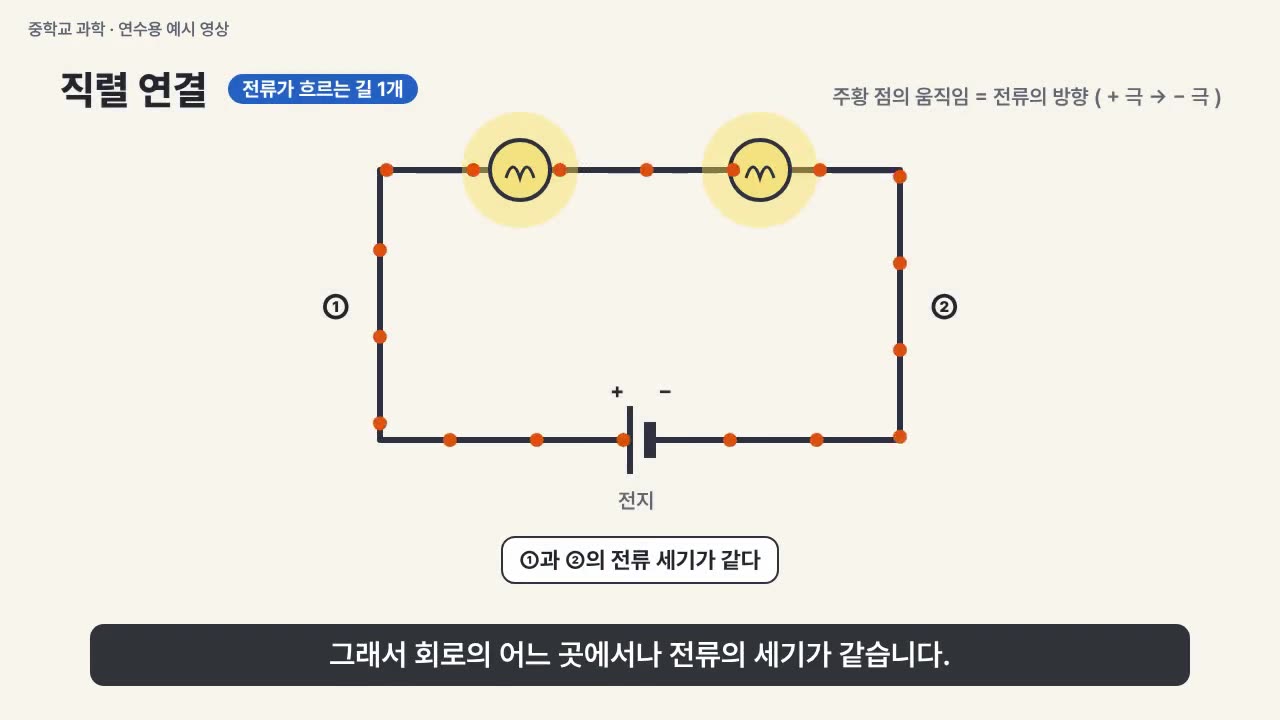 중학교 과학 · 연수용 예시 영상
직렬 연결
전류가 흐르는 길 1개
주황 점의 움직임 = 전류의 방향 ( + 극 → − 극 )
①
②
+ −
전지
①과 ②의 전류 세기가 같다
그래서 회로의 어느 곳에서나 전류의 세기가 같습니다.